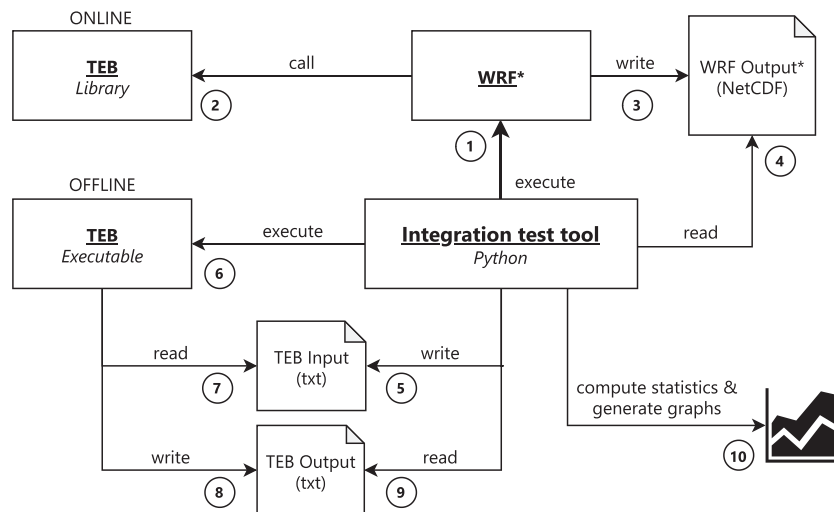 ONLINE
TEB
Library
call
2
WRF*
write
3
WRF Output*
(NetCDF)
1
execute
4
OFFLINE
TEB
Executable
execute
6
Integration test tool
Python
read
read
7
TEB Input
(txt)
write
5
compute statistics &
generate graphs
10
write
8
TEB Output
(txt)
read
9